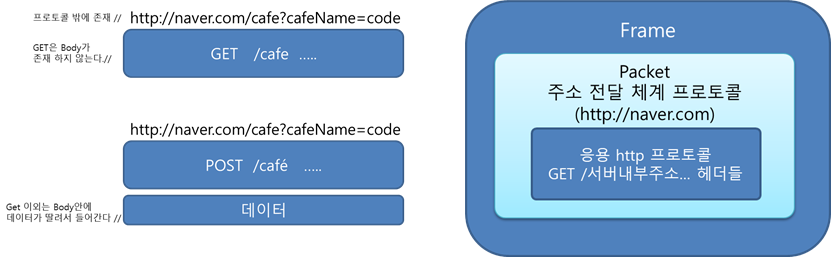 프로토콜 밖에 존재 //
http://naver.com/cafe?cafeName=code
GET은 Body가
존재 하지 않는다.//
GET /cafe .....
http://naver.com/cafe?cafeName=code
POST /café .....
Get 이외는 Body안에
데이터가 딸려서 들어간다 //
데이터
Frame
Packet
주소 전달 체계 프로토콜
(http://naver.com)
응용 http 프로토콜
GET /서버내부주소... 헤더들